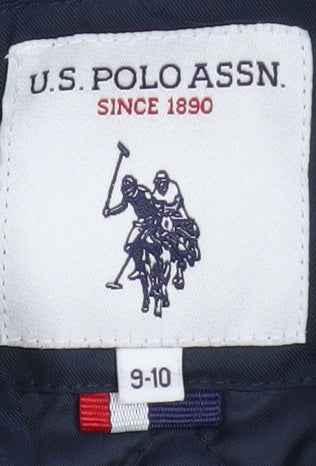 U.S. POLO ASSN.
SINCE 1890
9-10